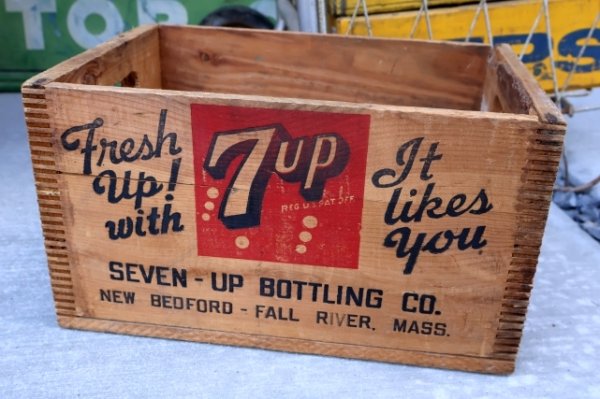 TOP
Fresh
Up!
with
7up
REG U.S. PAT. OFF.
It
likes
you
SEVEN-UP BOTTLING CO.
NEW BEDFORD - FALL RIVER, MASS.